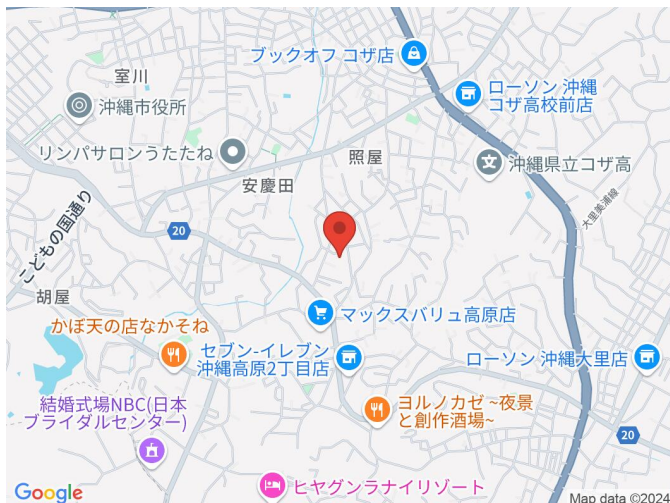 ブックオフ コザ店
室川
ローソン 沖縄
コザ高校前店
沖縄市役所
リンパサロンうたたね
照屋
沖縄県立コザ高
安慶田
大里美浦線
こどもの国通り
20
胡屋
マックスバリュ高原店
かぼ天の店なかそね
セブン-イレブン
沖縄高原2丁目店
ローソン 沖縄大里店
結婚式場NBC(日本
ブライダルセンター)
ヨルノカゼ ~夜景
と創作酒場~
20
ヒヤグンラナイリゾート
Google
Map data ©2024